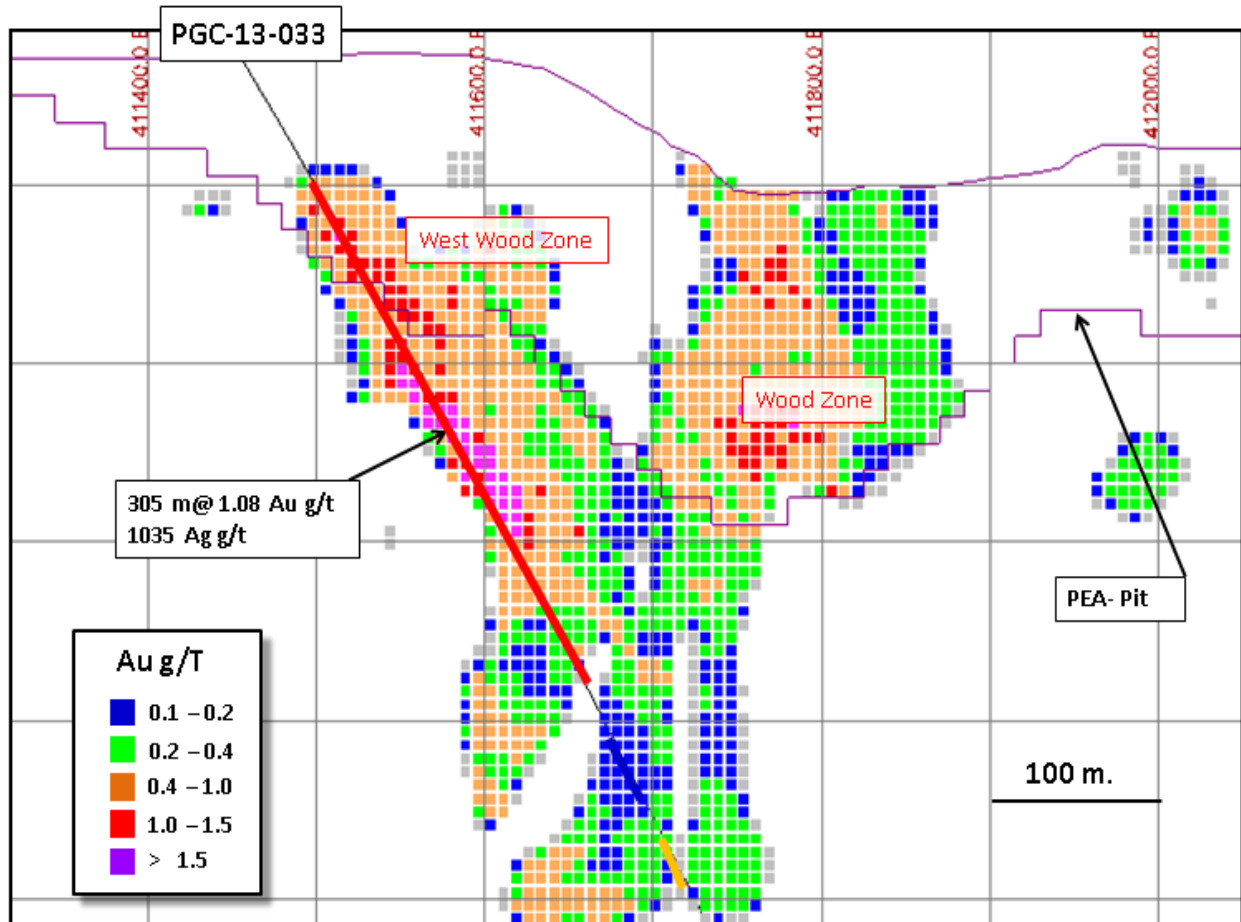 PGC-13-033
411400.0 E
411600.0 E
411800.0 E
412000.0 E
West Wood Zone
Wood Zone
305 m@ 1.08 Au g/t
1035 Ag g/t
PEA- Pit
Au g/T
0.1 – 0.2
0.2 – 0.4
0.4 – 1.0
1.0 – 1.5
> 1.5
100 m.